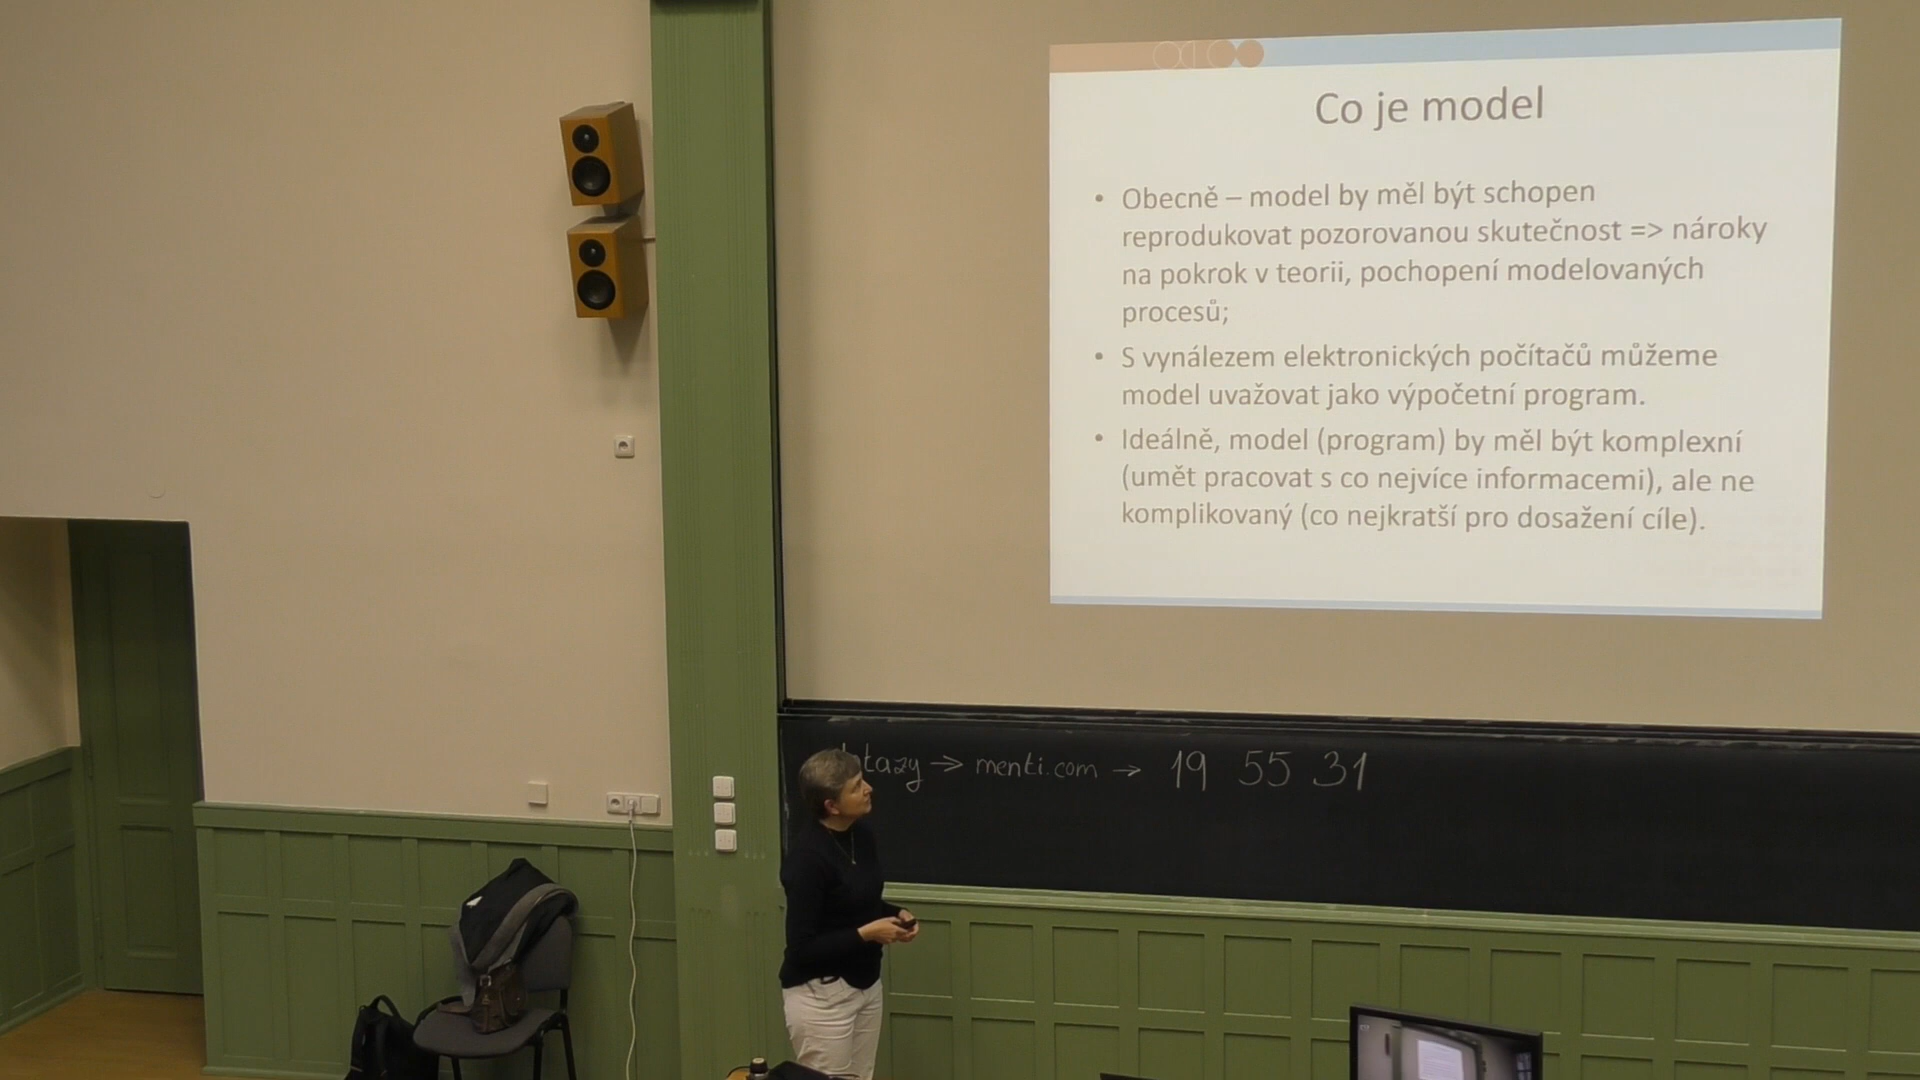 Co je model
• Obecně – model by měl být schopen
reprodukovat pozorovanou skutečnost => nároky
na pokrok v teorii, pochopení modelovaných
procesů;
• S vynálezem elektronických počítačů můžeme
model uvažovat jako výpočetní program.
• Ideálně, model (program) by měl být komplexní
(umět pracovat s co nejvíce informacemi), ale ne
komplikovaný (co nejkratší pro dosažení cíle).
tazy → menti.com → 19 55 31